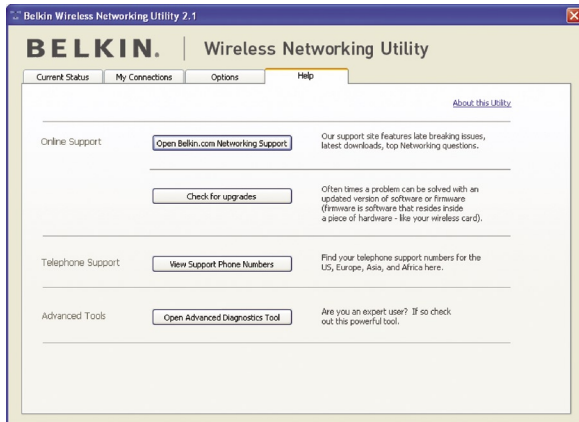 Belkin Wireless Networking Utility 2.1
BELKIN. Wireless Networking Utility
Current Status My Connections Options Help
About this Utility
Online Support
Open Belkin.com Networking Support
Our support site features late breaking issues,
latest downloads, top Networking questions.
Check for upgrades
Often times a problem can be solved with an
updated version of software or firmware
(firmware is software that resides inside
a piece of hardware - like your wireless card).
Telephone Support
View Support Phone Numbers
Find your telephone support numbers for the
US, Europe, Asia, and Africa here.
Advanced Tools
Open Advanced Diagnostics Tool
Are you an expert user? If so check
out this powerful tool.